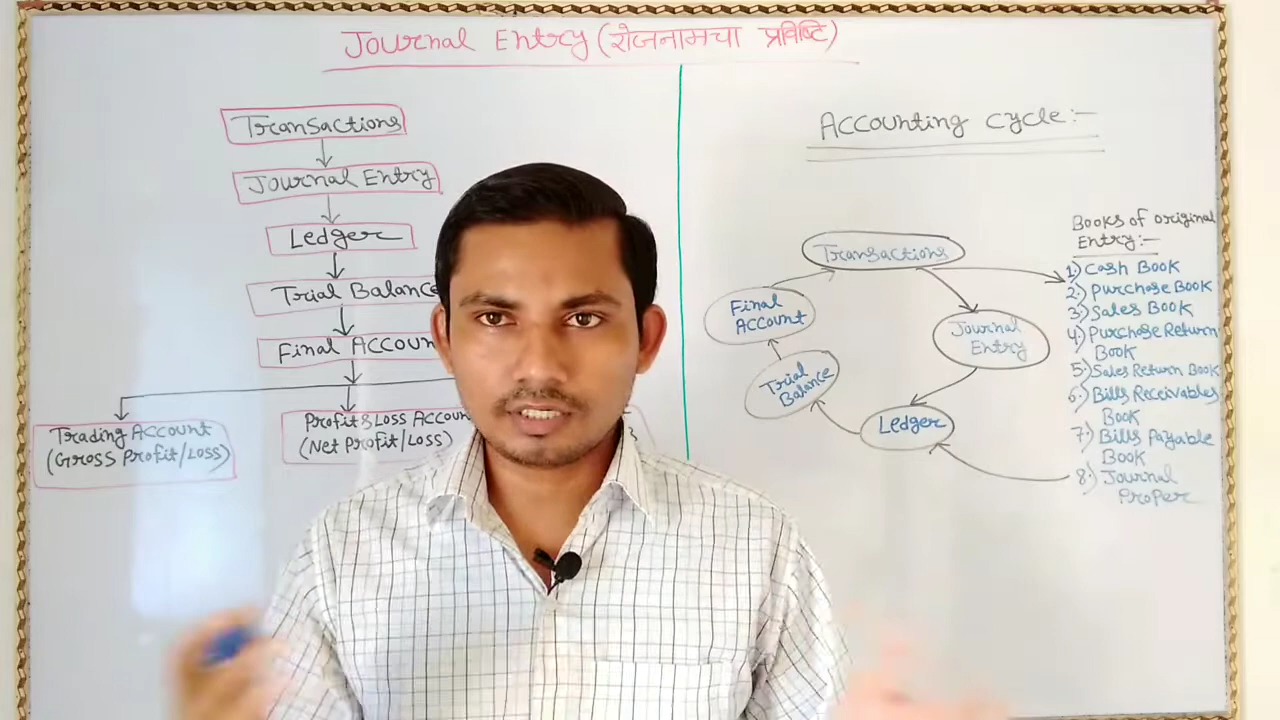 Journal Entry (रोजनामचा प्रविष्टि)
Transactions
Journal Entry
Ledger
Trial Balance
Final Accoun
Trading Account
(Gross Profit/Loss)
Profit & Loss Accou
(Net Profit/Loss)
Accounting cycle:-
Transactions
Journal
Entry
Ledger
Trial
Balance
Final
Account
Books of original
Entry:-
1.) Cash Book
2.) Purchase Book
3.) Sales Book
4.) Purchase Return
Book
5.) Sales Return Book
6.) Bills Receivables
Book
7.) Bills Payable
Book
8.) Journal
Proper